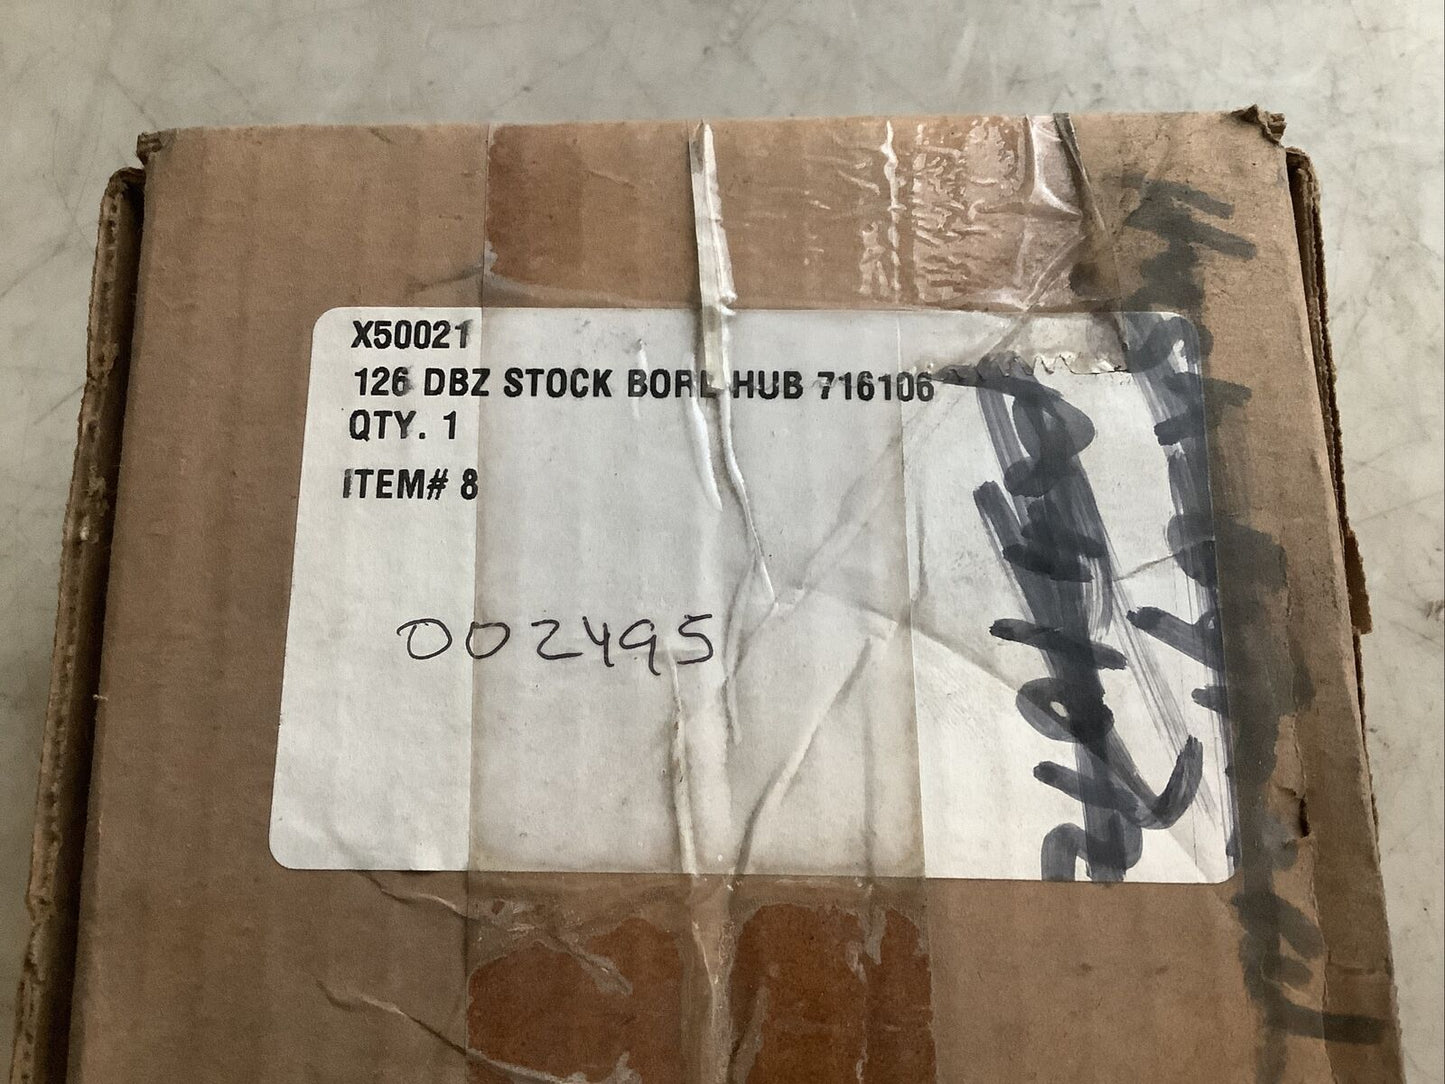 X50021
126 DBZ STOCK BORE HUB 716106
QTY. 1
ITEM# 8
002495